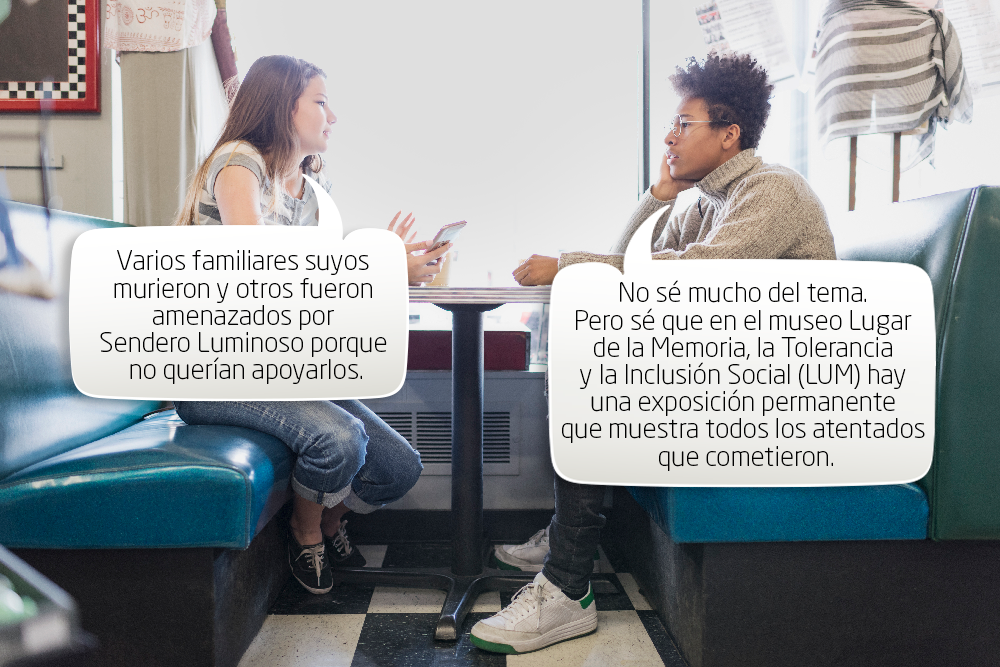 Varios familiares suyos
murieron y otros fueron
amenazados por
Sendero Luminoso porque
no querían apoyarlos.
No sé mucho del tema.
Pero sé que en el museo Lugar
de la Memoria, la Tolerancia
y la Inclusión Social (LUM) hay
una exposición permanente
que muestra todos los atentados
que cometieron.